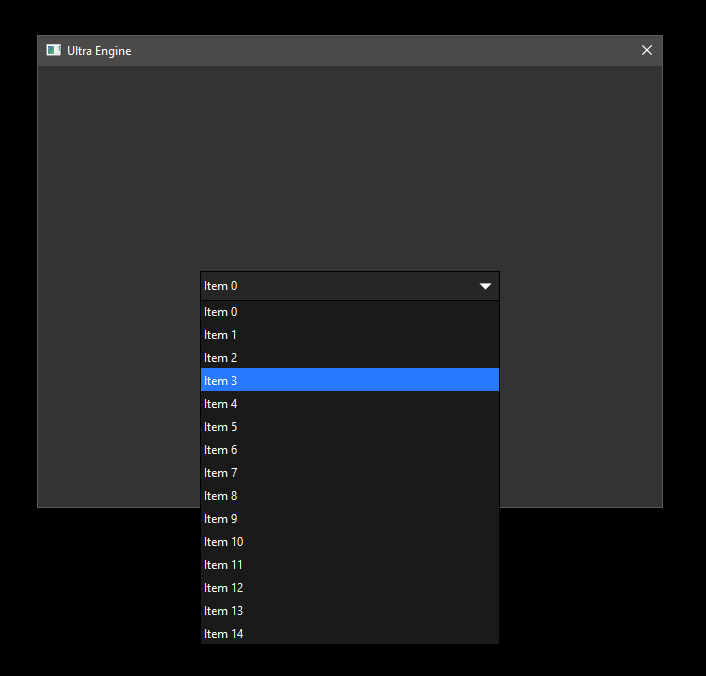 Ultra Engine
Item 0
Item 0
Item 1
Item 2
Item 3
Item 4
Item 5
Item 6
Item 7
Item 8
Item 9
Item 10
Item 11
Item 12
Item 13
Item 14